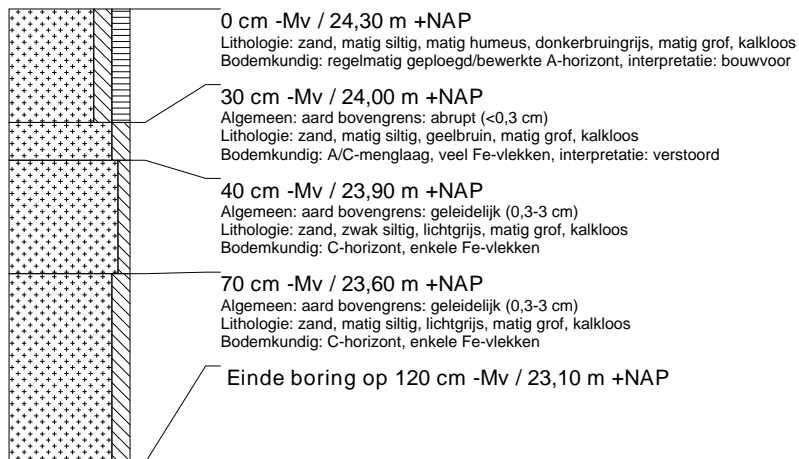 0 cm -Mv / 24,30 m +NAP
Lithologie: zand, matig siltig, matig humeus, donkerbruingrijs, matig grof, kalkloos
Bodemkundig: regelmatig geploegd/bewerkte A-horizont, interpretatie: bouwvoor
30 cm -Mv / 24,00 m +NAP
Algemeen: aard bovengrens: abrupt (<0,3 cm)
Lithologie: zand, matig siltig, geelbruin, matig grof, kalkloos
Bodemkundig: A/C-menglaag, veel Fe-vlekken, interpretatie: verstoord
40 cm -Mv / 23,90 m +NAP
Algemeen: aard bovengrens: geleidelijk (0,3-3 cm)
Lithologie: zand, zwak siltig, lichtgrijs, matig grof, kalkloos
Bodemkundig: C-horizont, enkele Fe-vlekken
70 cm -Mv / 23,60 m +NAP
Algemeen: aard bovengrens: geleidelijk (0,3-3 cm)
Lithologie: zand, matig siltig, lichtgrijs, matig grof, kalkloos
Bodemkundig: C-horizont, enkele Fe-vlekken
Einde boring op 120 cm -Mv / 23,10 m +NAP